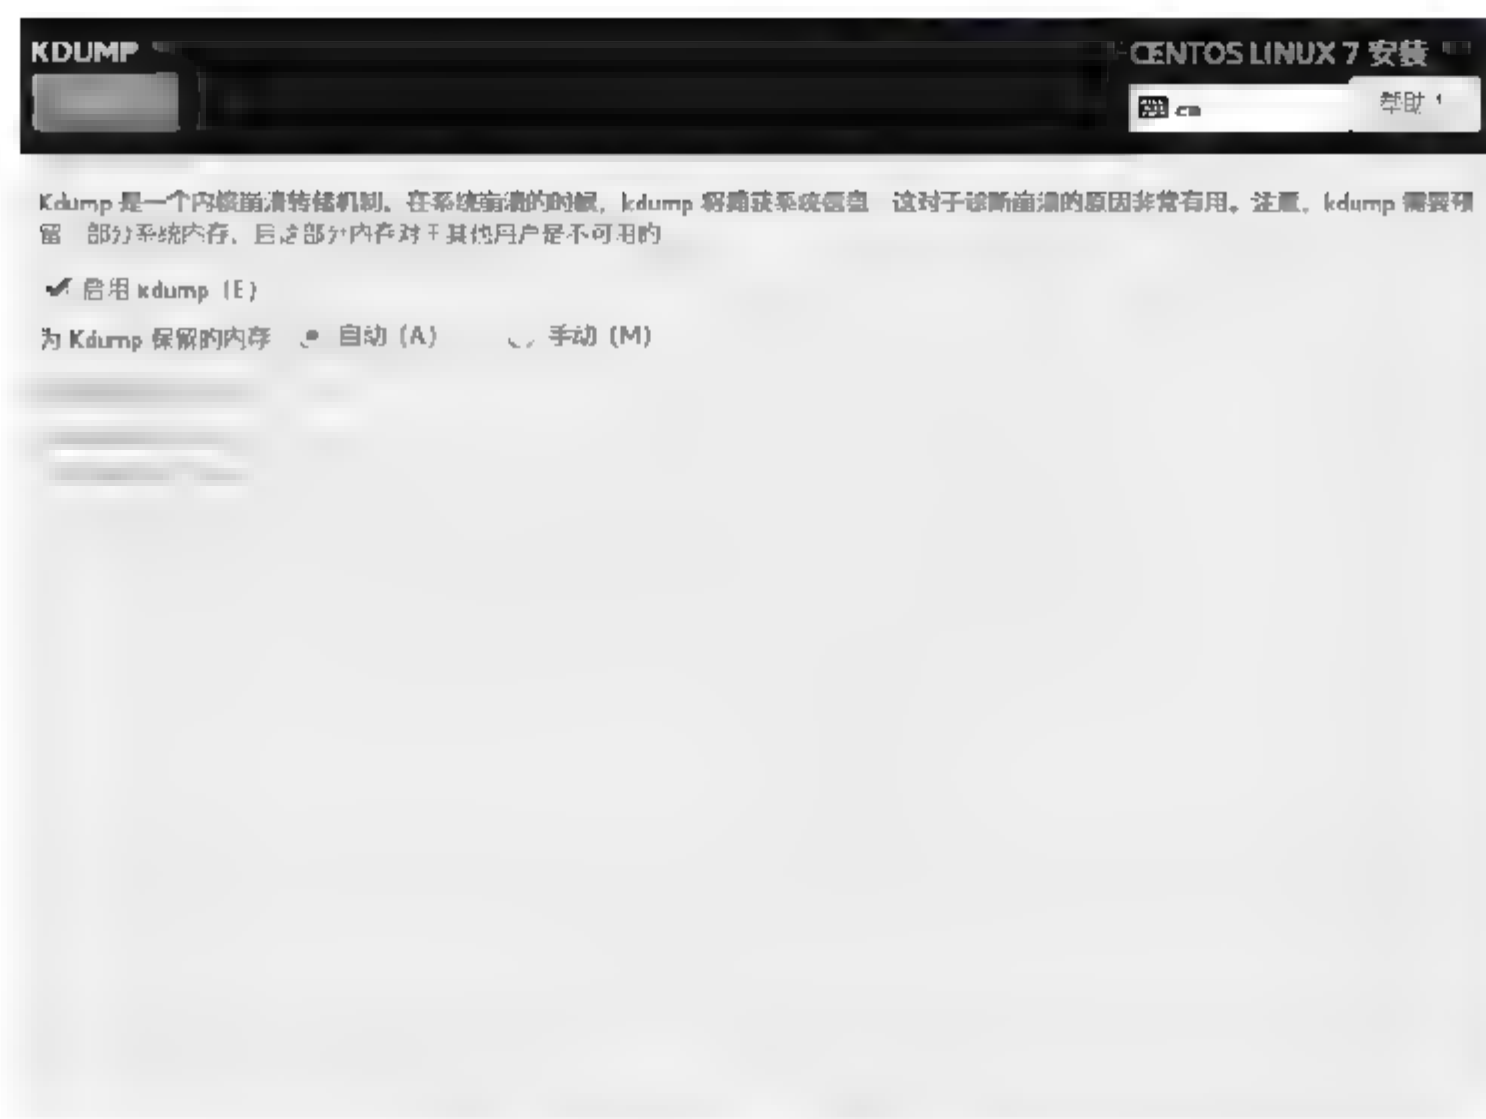 KDUMP
CENTOS LINUX 7 安装
cn
帮助
Kdump 是一个内核崩溃转储机制。在系统崩溃的时候，kdump 将捕获系统信息 这对于诊断崩溃的原因非常有用。注意，kdump 需要预
留 部分系统内存，且这部分内存对于其他用户是不可用的
启用 kdump (E)
为 Kdump 保留的内存 自动 (A) 手动 (M)